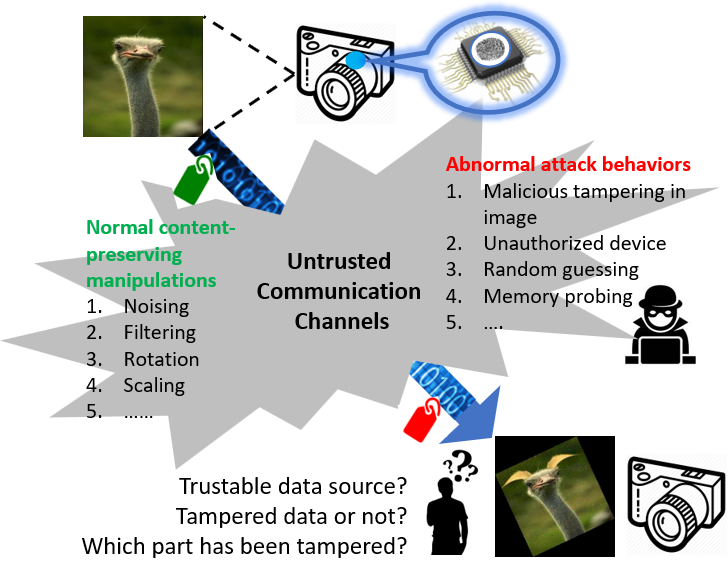 Abnormal attack behaviors
1. Malicious tampering in
image
2. Unauthorized device
3. Random guessing
4. Memory probing
5. ....
Normal content-
preserving
manipulations
1. Noising
2. Filtering
3. Rotation
4. Scaling
5. ......
Untrusted
Communication
Channels
10100
???
Trustable data source?
Tampered data or not?
Which part has been tampered?